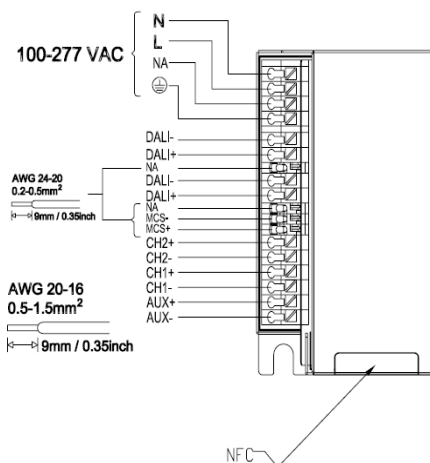 N
L
100-277 VAC
NA
DALI-
DALI+
NA
DALI-
DALI+
NA
MCS-
MCS+
CH2+
CH2-
CH1+
CH1-
AUX+
AUX-
AWG 24-20
0.2-0.5mm²
9mm / 0.35inch
AWG 20-16
0.5-1.5mm²
9mm / 0.35inch
NFC